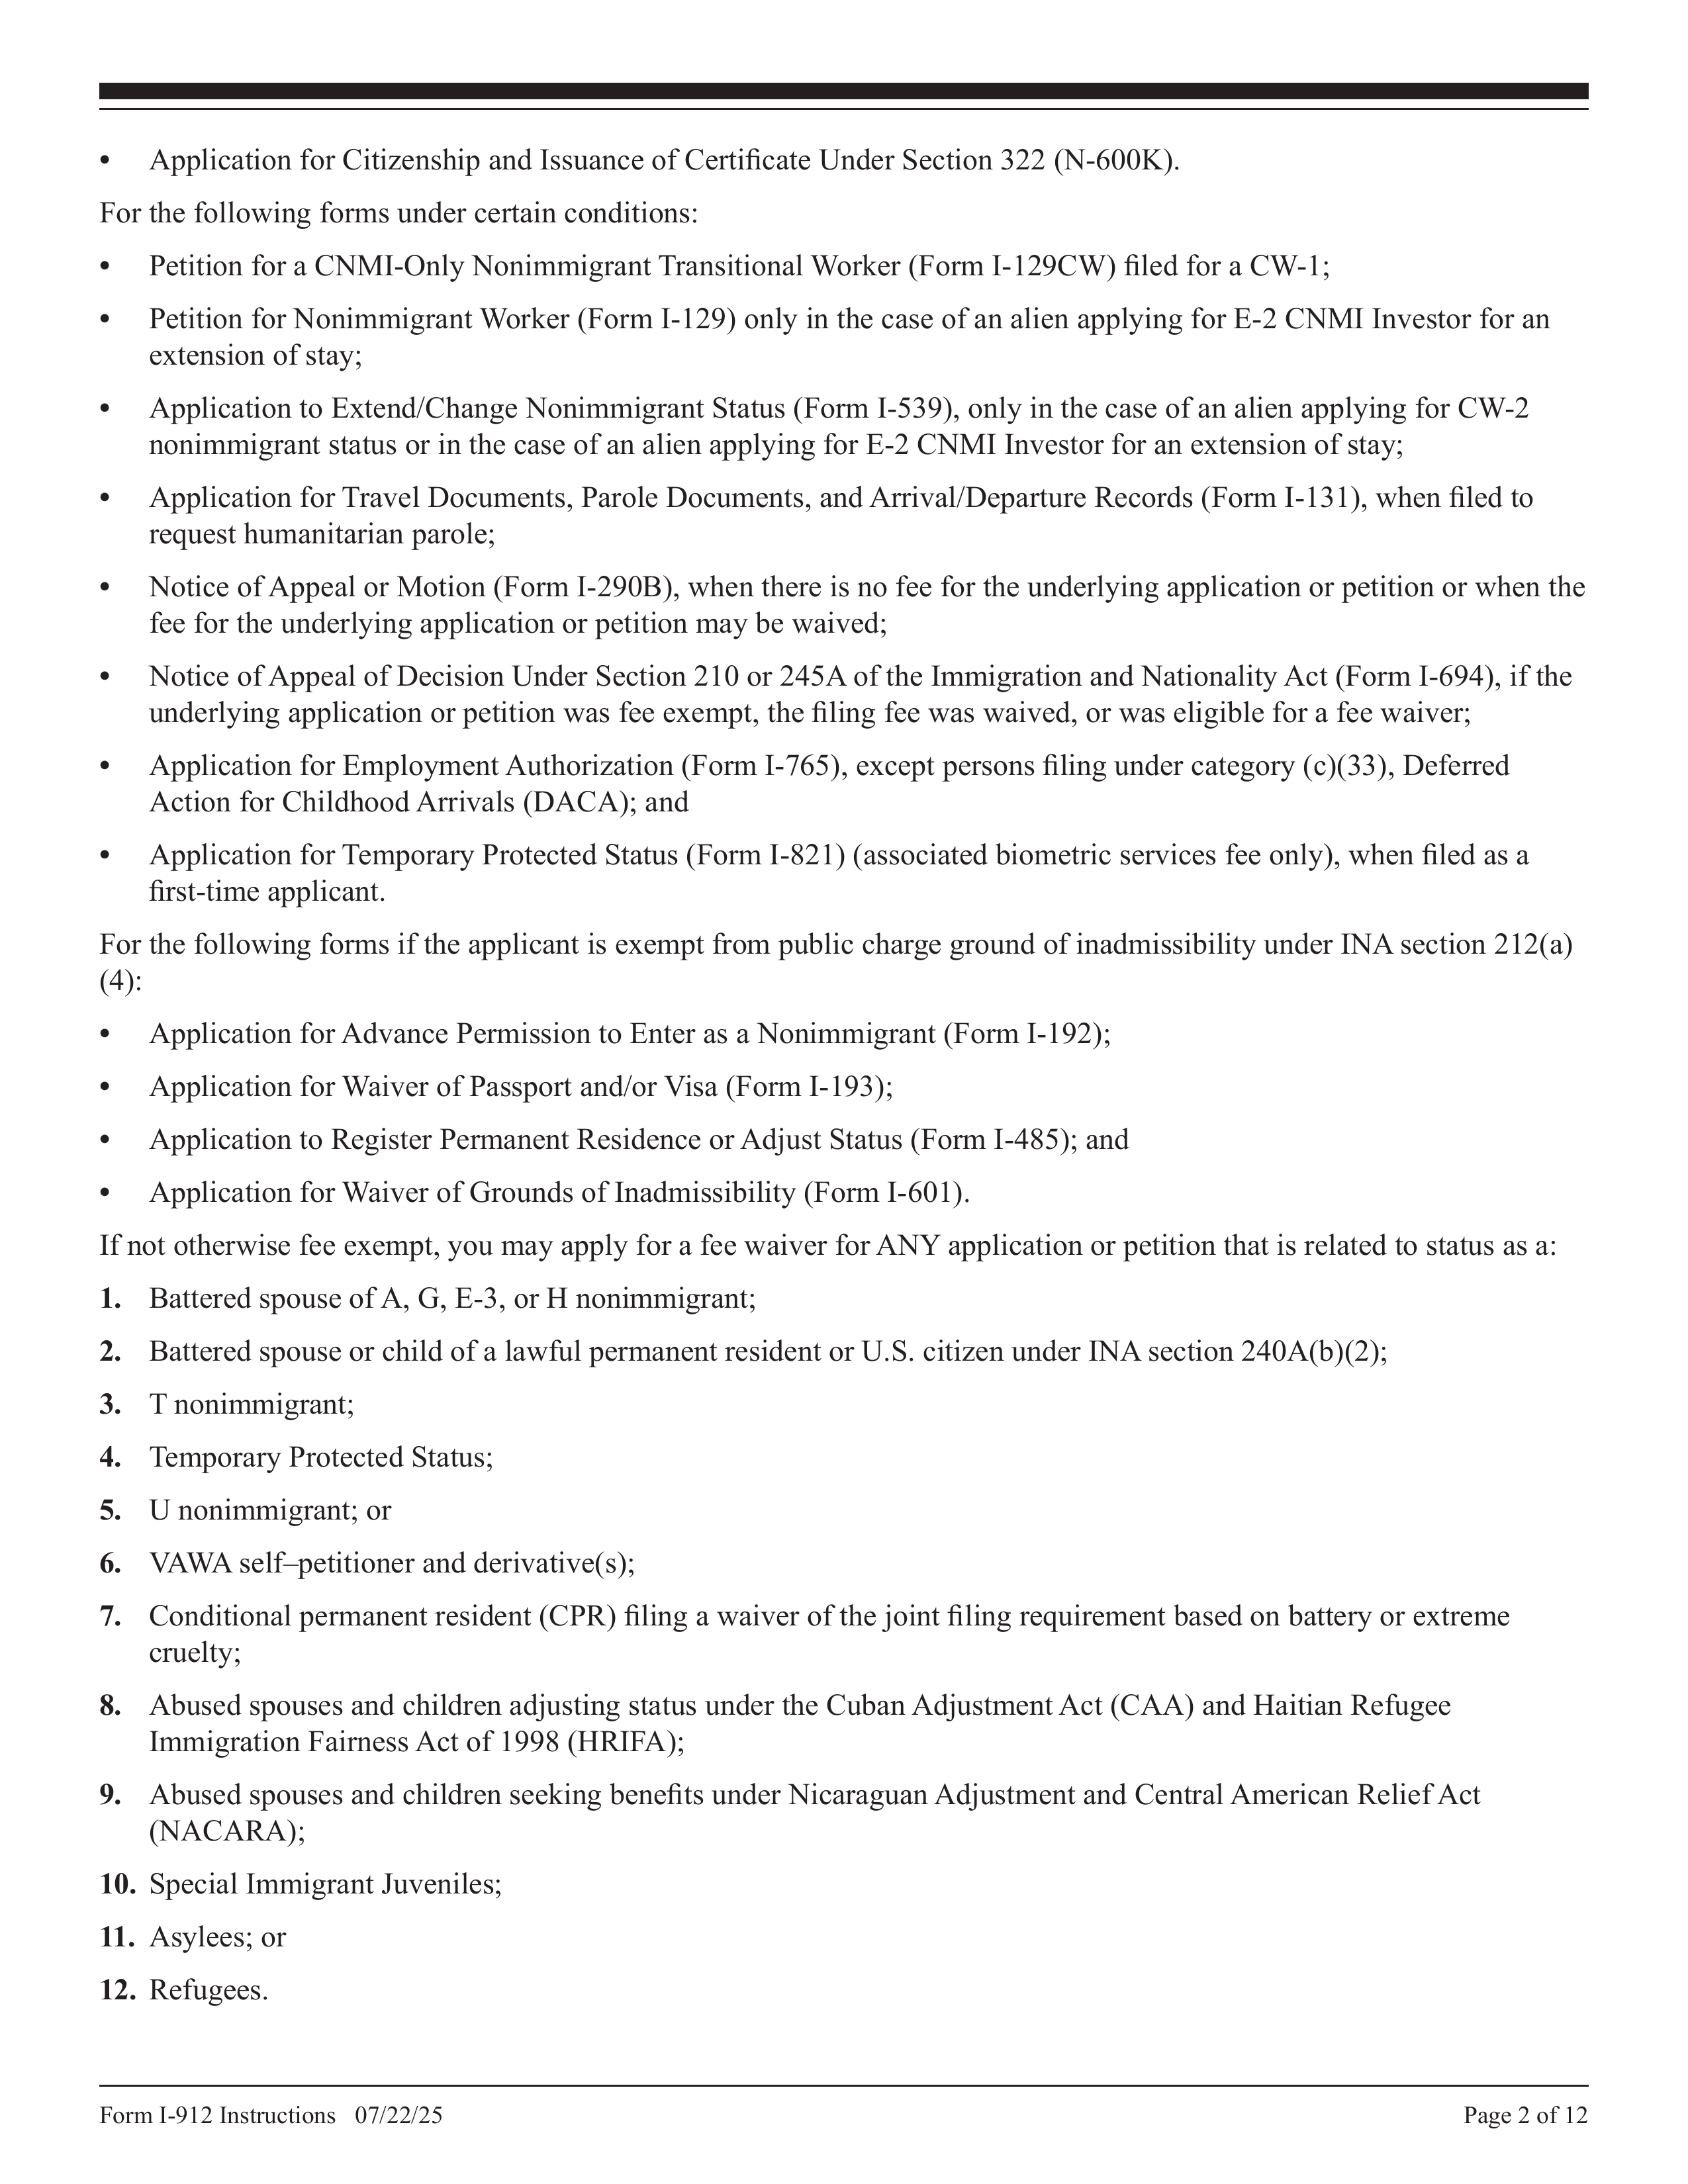 • Application for Citizenship and Issuance of Certificate Under Section 322 (N-600K).
For the following forms under certain conditions:
• Petition for a CNMI-Only Nonimmigrant Transitional Worker (Form I-129CW) filed for a CW-1;
• Petition for Nonimmigrant Worker (Form I-129) only in the case of an alien applying for E-2 CNMI Investor for an
extension of stay;
• Application to Extend/Change Nonimmigrant Status (Form I-539), only in the case of an alien applying for CW-2
nonimmigrant status or in the case of an alien applying for E-2 CNMI Investor for an extension of stay;
• Application for Travel Documents, Parole Documents, and Arrival/Departure Records (Form I-131), when filed to
request humanitarian parole;
• Notice of Appeal or Motion (Form I-290B), when there is no fee for the underlying application or petition or when the
fee for the underlying application or petition may be waived;
• Notice of Appeal of Decision Under Section 210 or 245A of the Immigration and Nationality Act (Form I-694), if the
underlying application or petition was fee exempt, the filing fee was waived, or was eligible for a fee waiver;
• Application for Employment Authorization (Form I-765), except persons filing under category (c)(33), Deferred
Action for Childhood Arrivals (DACA); and
• Application for Temporary Protected Status (Form I-821) (associated biometric services fee only), when filed as a
first-time applicant.
For the following forms if the applicant is exempt from public charge ground of inadmissibility under INA section 212(a)
(4):
• Application for Advance Permission to Enter as a Nonimmigrant (Form I-192);
• Application for Waiver of Passport and/or Visa (Form I-193);
• Application to Register Permanent Residence or Adjust Status (Form I-485); and
• Application for Waiver of Grounds of Inadmissibility (Form I-601).
If not otherwise fee exempt, you may apply for a fee waiver for ANY application or petition that is related to status as a:
1. Battered spouse of A, G, E-3, or H nonimmigrant;
2. Battered spouse or child of a lawful permanent resident or U.S. citizen under INA section 240A(b)(2);
3. T nonimmigrant;
4. Temporary Protected Status;
5. U nonimmigrant; or
6. VAWA self–petitioner and derivative(s);
7. Conditional permanent resident (CPR) filing a waiver of the joint filing requirement based on battery or extreme
cruelty;
8. Abused spouses and children adjusting status under the Cuban Adjustment Act (CAA) and Haitian Refugee
Immigration Fairness Act of 1998 (HRIFA);
9. Abused spouses and children seeking benefits under Nicaraguan Adjustment and Central American Relief Act
(NACARA);
10. Special Immigrant Juveniles;
11. Asylees; or
12. Refugees.
Form I-912 Instructions 07/22/25
Page 2 of 12